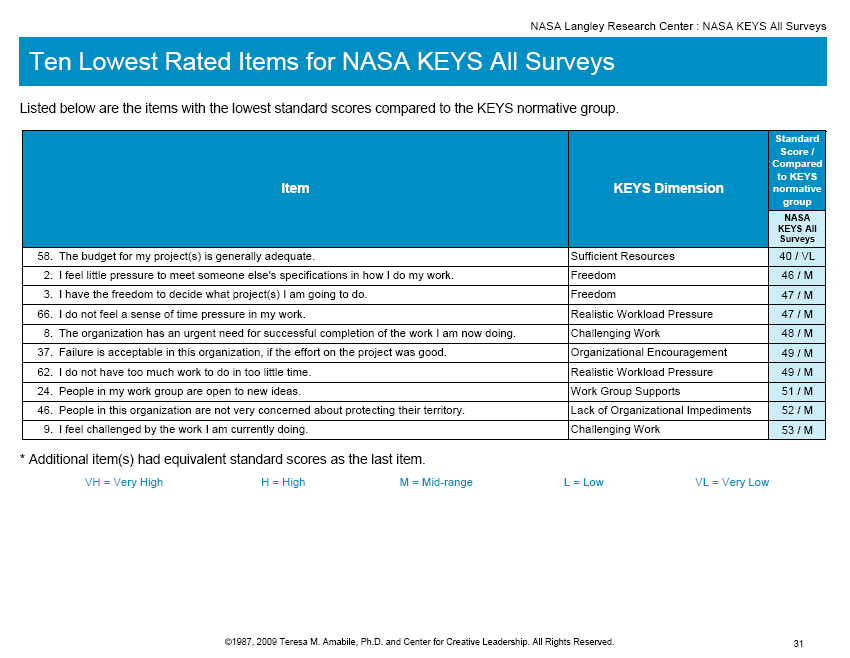 NASA Langley Research Center : NASA KEYS All Surveys
Ten Lowest Rated Items for NASA KEYS All Surveys
Listed below are the items with the lowest standard scores compared to the KEYS normative group.
Item
KEYS Dimension
Standard
Score /
Compared
to KEYS
normative
group
NASA
KEYS All
Surveys
58. The budget for my project(s) is generally adequate. Sufficient Resources 40 / VL
2. I feel little pressure to meet someone else's specifications in how I do my work. Freedom 46 / M
3. I have the freedom to decide what project(s) I am going to do. Freedom 47 / M
66. I do not feel a sense of time pressure in my work. Realistic Workload Pressure 47 / M
8. The organization has an urgent need for successful completion of the work I am now doing. Challenging Work 48 / M
37. Failure is acceptable in this organization, if the effort on the project was good. Organizational Encouragement 49 / M
62. I do not have too much work to do in too little time. Realistic Workload Pressure 49 / M
24. People in my work group are open to new ideas. Work Group Supports 51 / M
46. People in this organization are not very concerned about protecting their territory. Lack of Organizational Impediments 52 / M
9. I feel challenged by the work I am currently doing. Challenging Work 53 / M
* Additional item(s) had equivalent standard scores as the last item.
VH = Very High H = High M = Mid-range L = Low VL = Very Low
©1987, 2009 Teresa M. Amabile, Ph.D. and Center for Creative Leadership. All Rights Reserved.
31